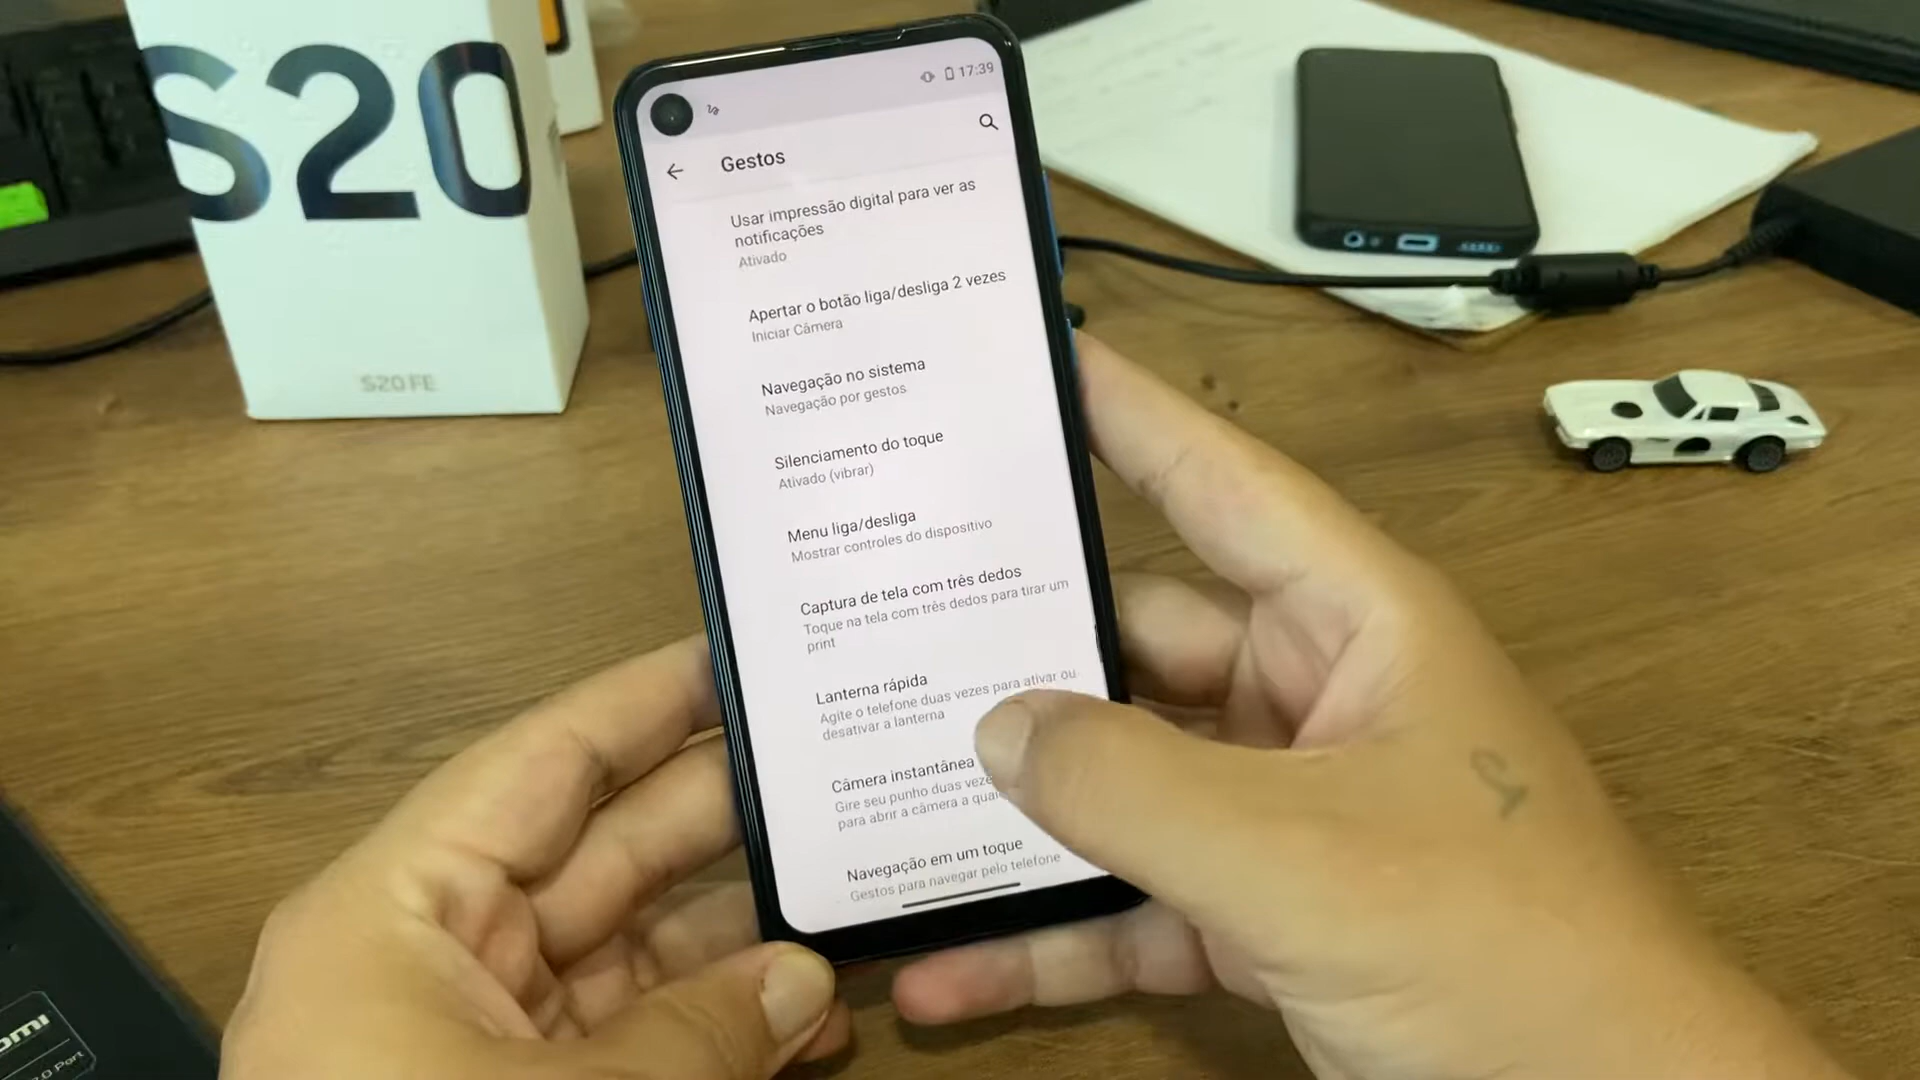 S20
S20 FE
17:39
Gestos
Usar impressão digital para ver as
notificações
Ativado
Apertar o botão liga/desliga 2 vezes
Iniciar Câmera
Navegação no sistema
Navegação por gestos
Silenciamento do toque
Ativado (vibrar)
Menu liga/desliga
Mostrar controles do dispositivo
Captura de tela com três dedos
Toque na tela com três dedos para tirar um
print
Lanterna rápida
Agite o telefone duas vezes para ativar ou
desativar a lanterna
Câmera instantânea
Gire seu punho duas
para abrir a câmera a
Navegação em um toque
Gestos para navegar pelo telefone
Port